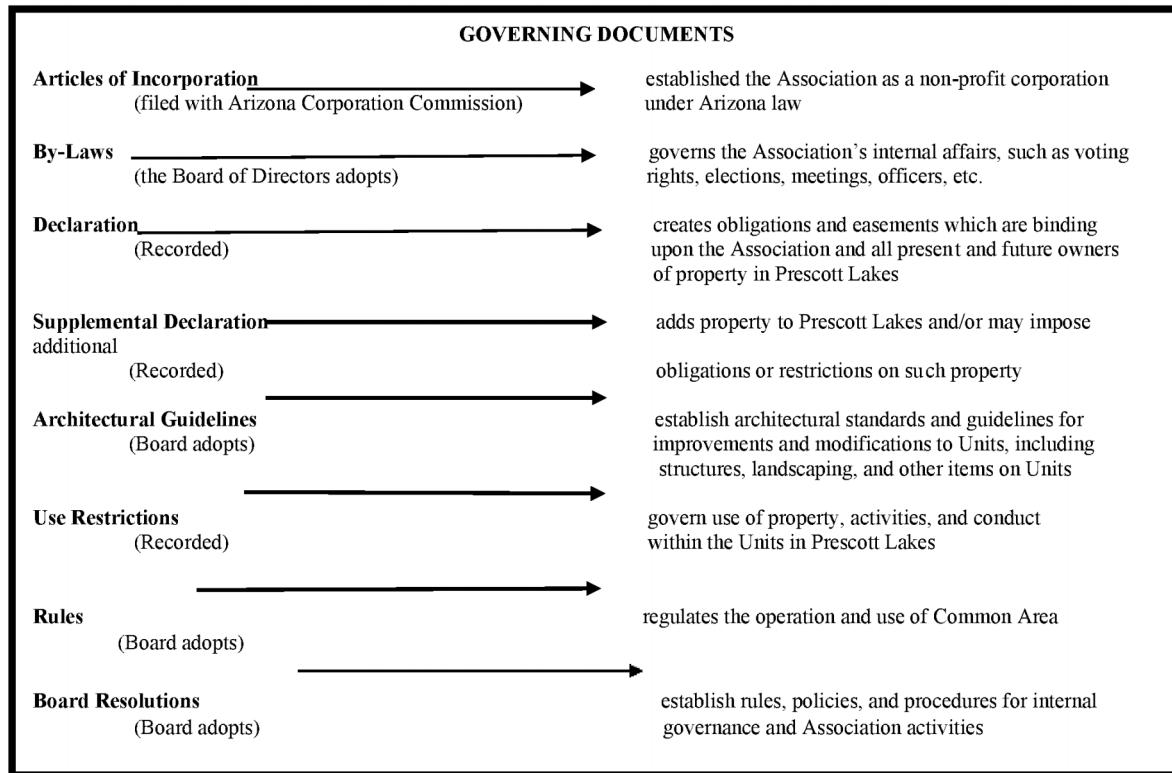 GOVERNING DOCUMENTS
Articles of Incorporation established the Association as a non-profit corporation
(filed with Arizona Corporation Commission) under Arizona law
By-Laws governs the Association's internal affairs, such as voting
(the Board of Directors adopts) rights, elections, meetings, officers, etc.
Declaration creates obligations and easements which are binding
(Recorded) upon the Association and all present and future owners
of property in Prescott Lakes
Supplemental Declaration adds property to Prescott Lakes and/or may impose
additional
(Recorded) obligations or restrictions on such property
Architectural Guidelines establish architectural standards and guidelines for
(Board adopts) improvements and modifications to Units, including
structures, landscaping, and other items on Units
Use Restrictions govern use of property, activities, and conduct
(Recorded) within the Units in Prescott Lakes
Rules regulates the operation and use of Common Area
(Board adopts)
Board Resolutions establish rules, policies, and procedures for internal
(Board adopts) governance and Association activities